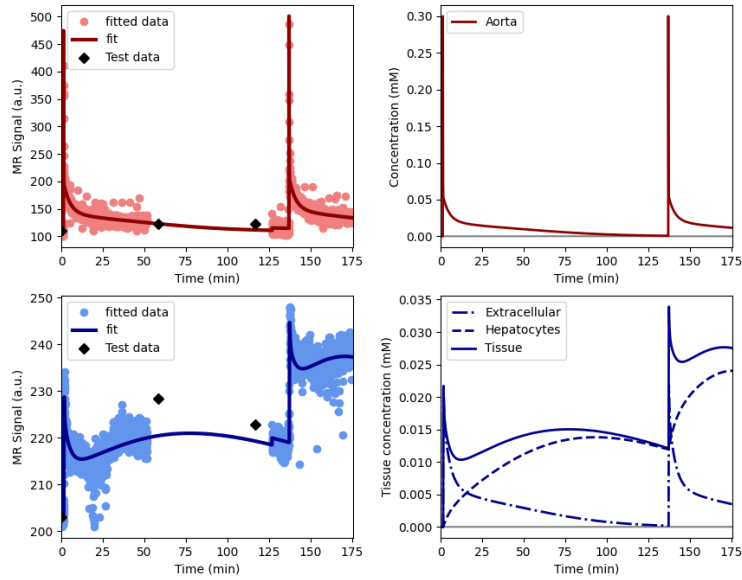 500
450
400
350
300
250
200
150
100
MR Signal (a.u.)
fitted data
fit
Test data
0 25 50 75 100 125 150 175
Time (min)
0.30
0.25
0.20
0.15
0.10
0.05
0.00
Concentration (mM)
Aorta
0 25 50 75 100 125 150 175
Time (min)
250
240
230
220
210
200
MR Signal (a.u.)
fitted data
fit
Test data
0 25 50 75 100 125 150 175
Time (min)
0.035
0.030
0.025
0.020
0.015
0.010
0.005
0.000
Tissue concentration (mM)
Extracellular
Hepatocytes
Tissue
0 25 50 75 100 125 150 175
Time (min)